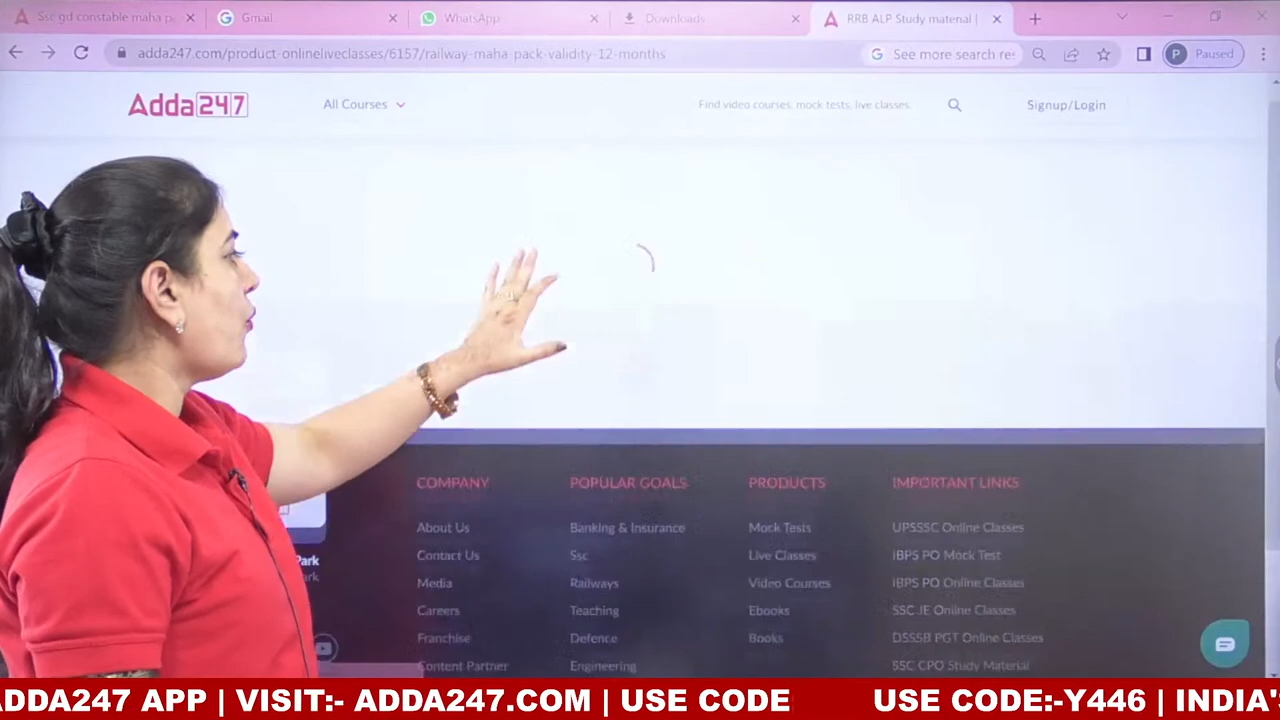 Ssc gd constable maha p
Gmail
WhatsApp
Downloads
RRB ALP Study material |
adda247.com/product-onlineliveclasses/6157/railway-maha-pack-validity-12-months
See more search re
P
Paused
Adda247
All Courses
Find video courses, mock tests, live classes.
Signup/Login
COMPANY
About Us
Contact Us
Media
Careers
Franchise
Content Partner
POPULAR GOALS
Banking & Insurance
Ssc
Railways
Teaching
Defence
Engineering
PRODUCTS
Mock Tests
Live Classes
Video Courses
Ebooks
Books
IMPORTANT LINKS
UPSSSC Online Classes
IBPS PO Mock Test
IBPS PO Online Classes
SSC JE Online Classes
DSSSB PGT Online Classes
SSC CPO Study Material
Park
ark
ADDA247 APP | VISIT:- ADDA247.COM | USE CODE USE CODE:-Y446 | INDIA'